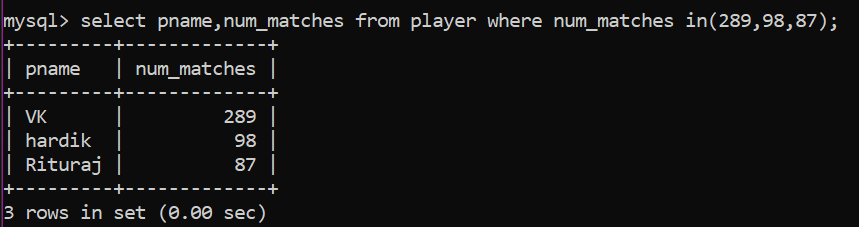 mysql> select pname,num_matches from player where num_matches in(289,98,87);
+---------+-------------+
| pname   | num_matches |
+---------+-------------+
| VK      |         289 |
| hardik  |          98 |
| Rituraj |          87 |
+---------+-------------+
3 rows in set (0.00 sec)